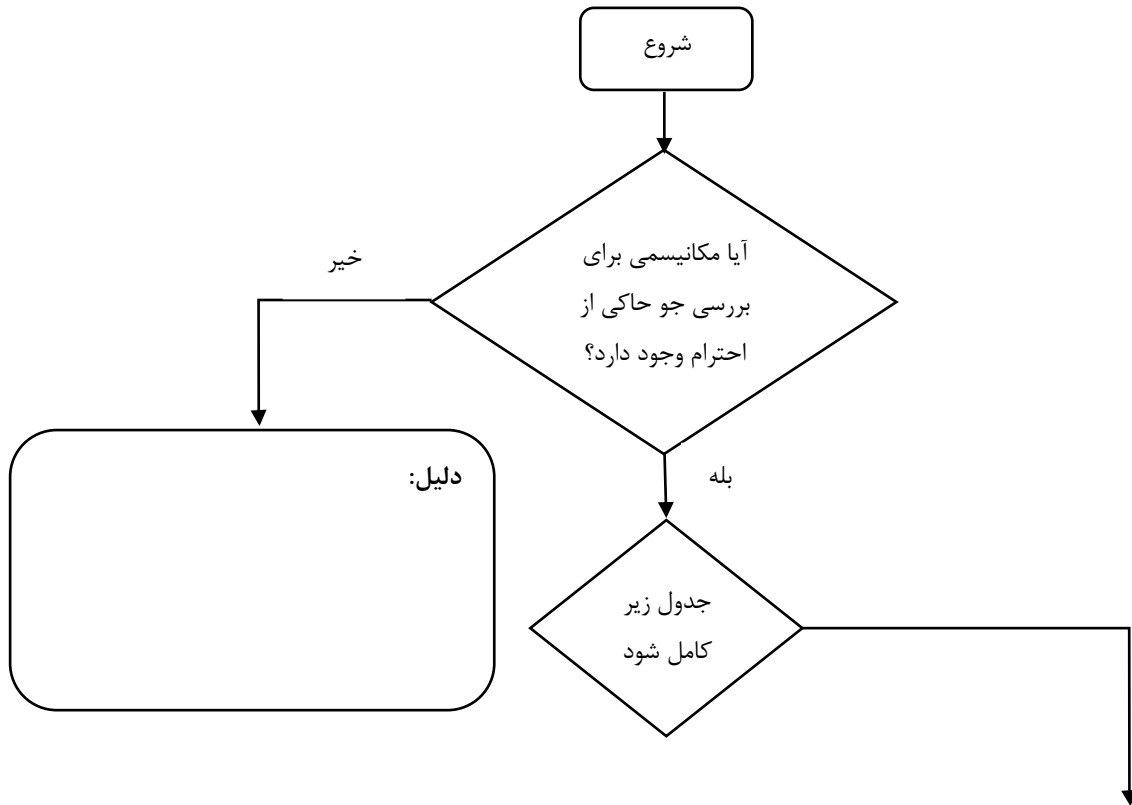 شروع
آیا مکانیسمی برای
بررسی جو حاکی از
احترام وجود دارد؟
خیر
دلیل:
بله
جدول زیر
کامل شود